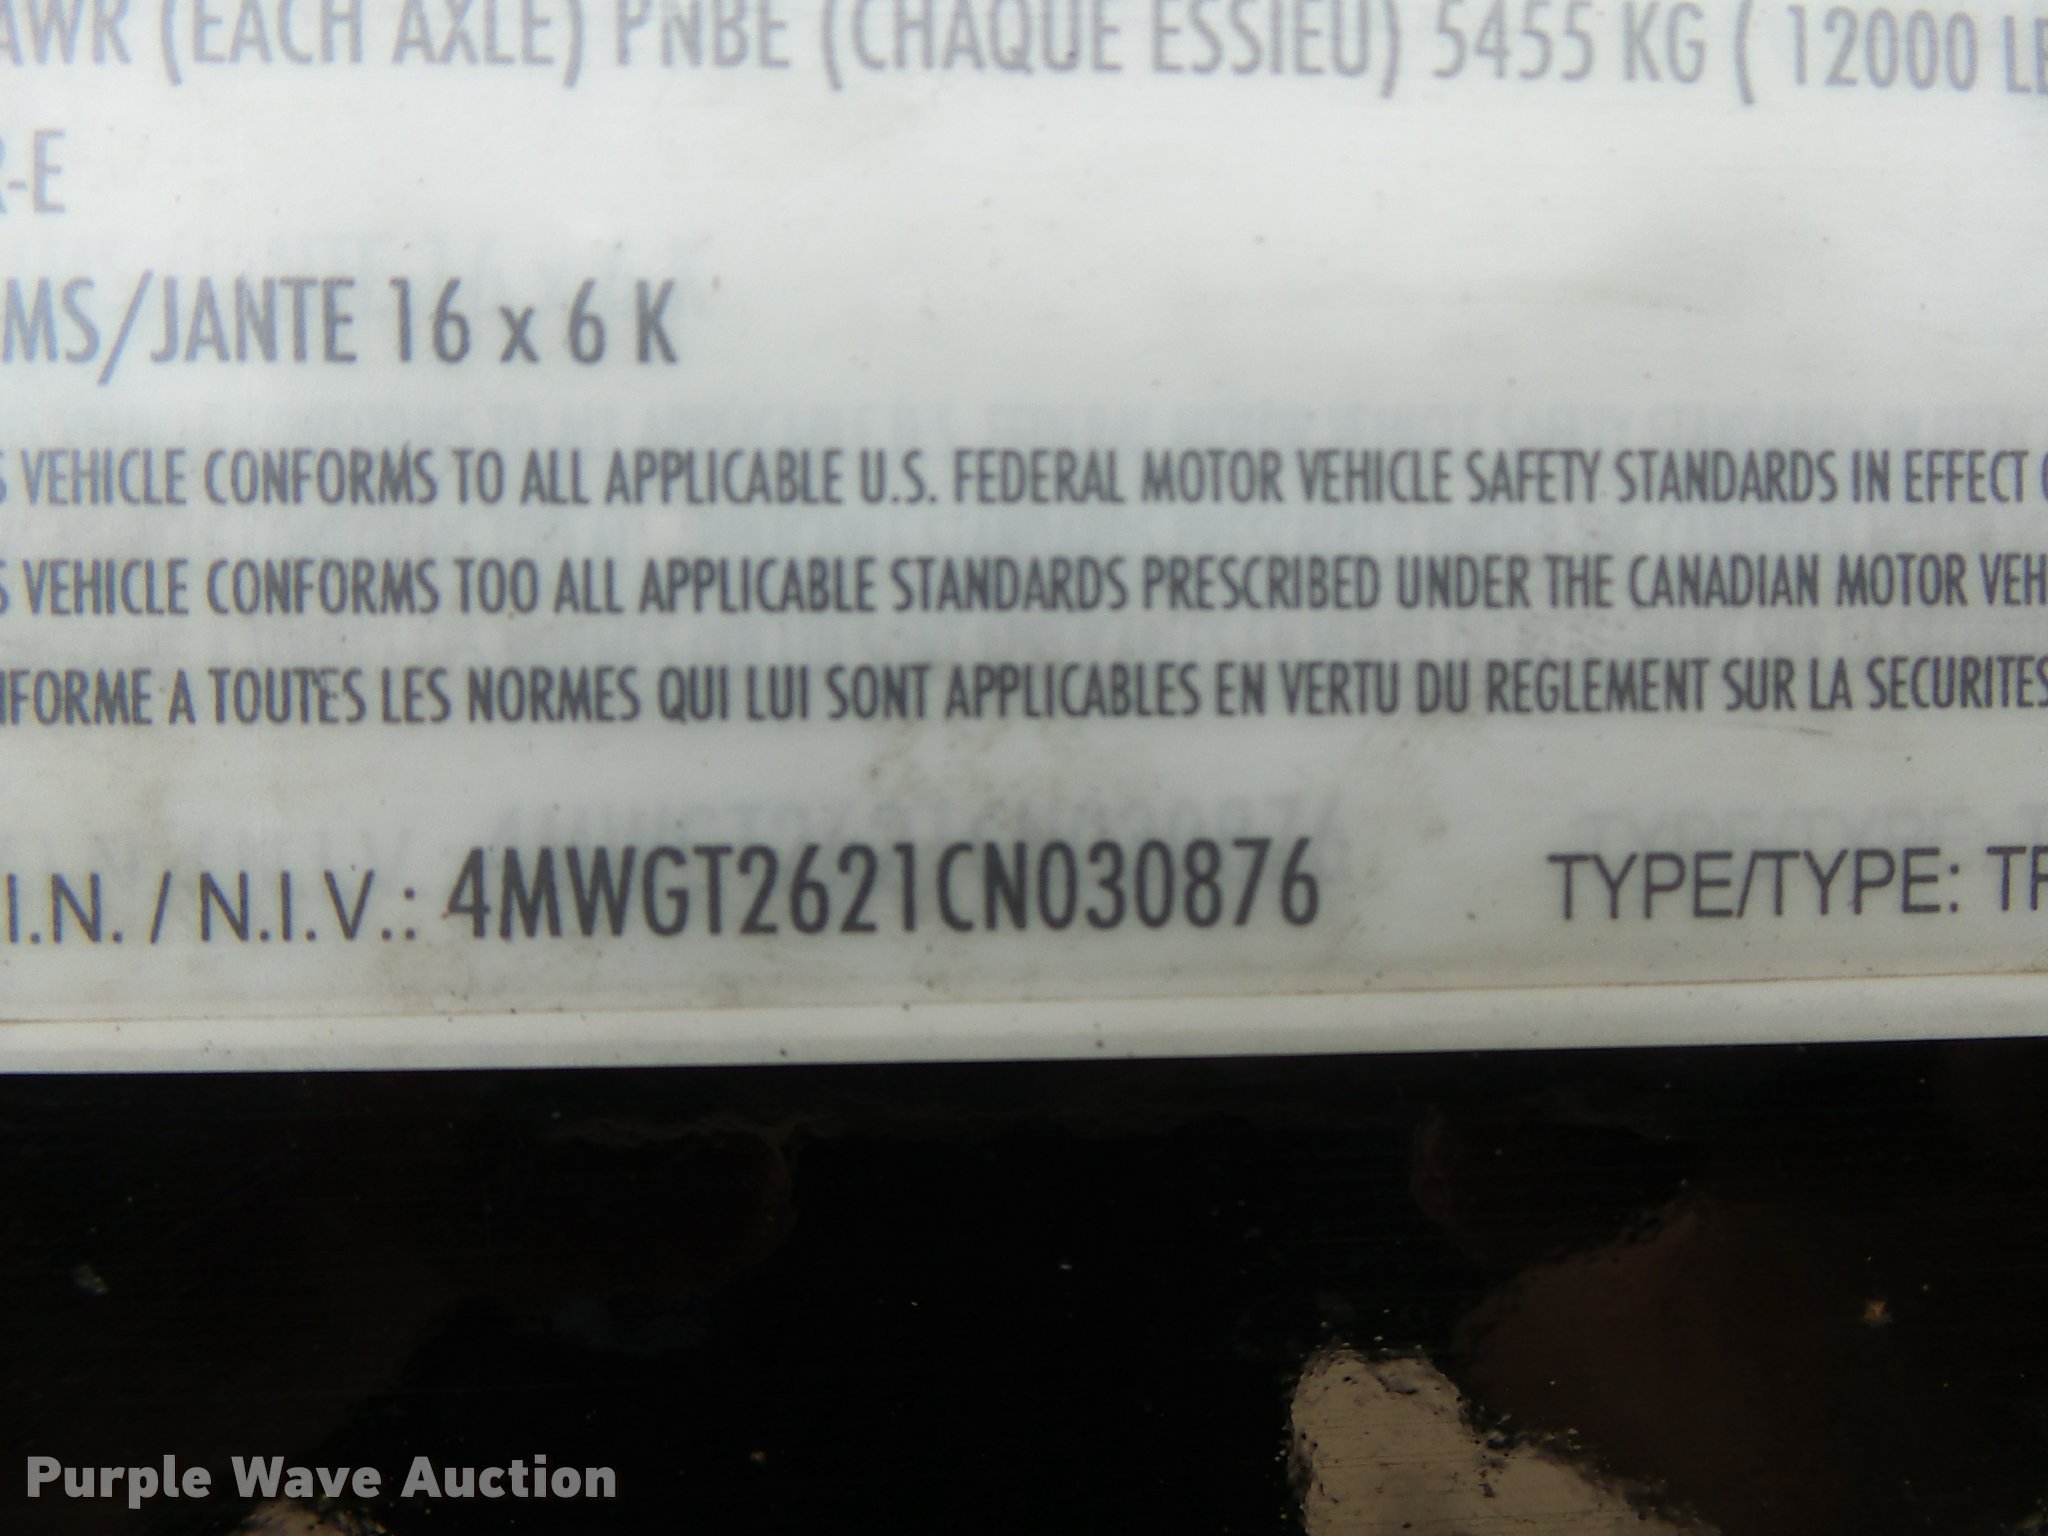 AWR (EACH AXLE) PNBE (CHAQUE ESSIEU) 5455 KG ( 12000 LB
R-E
MS/JANTE 16 x 6 K
S VEHICLE CONFORMS TO ALL APPLICABLE U.S. FEDERAL MOTOR VEHICLE SAFETY STANDARDS IN EFFECT O
S VEHICLE CONFORMS TOO ALL APPLICABLE STANDARDS PRESCRIBED UNDER THE CANADIAN MOTOR VEH
NFORME A TOUTES LES NORMES QUI LUI SONT APPLICABLES EN VERTU DU REGLEMENT SUR LA SECURITES
I.N. / N.I.V.: 4MWGT2621CN030876 TYPE/TYPE: TR
Purple Wave Auction